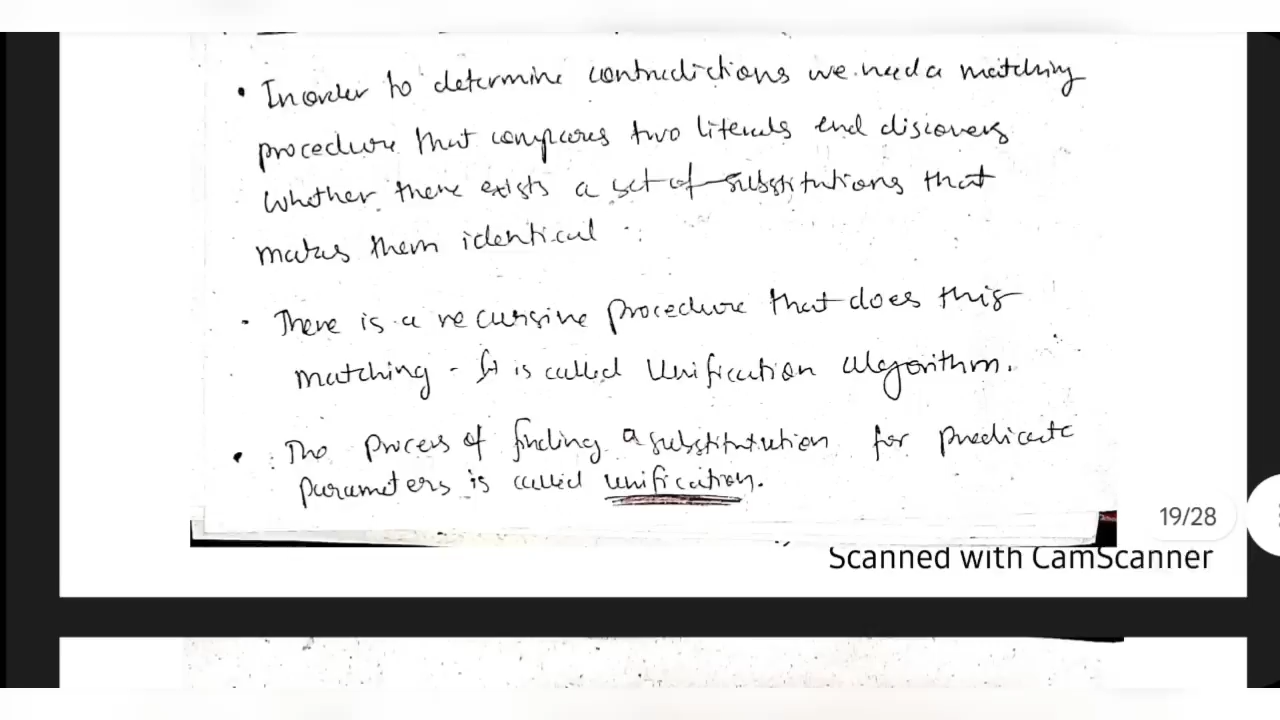 • In order to determine contradictions we need a matching
procedure that compares two literals and discovers
whether there exists a set of substitutions that
makes them identical.
• There is a recursive procedure that does this
matching - It is called Unification algorithm.
• The process of finding a substitution for predicate
parameters is called unification.
19/28
Scanned with CamScanner